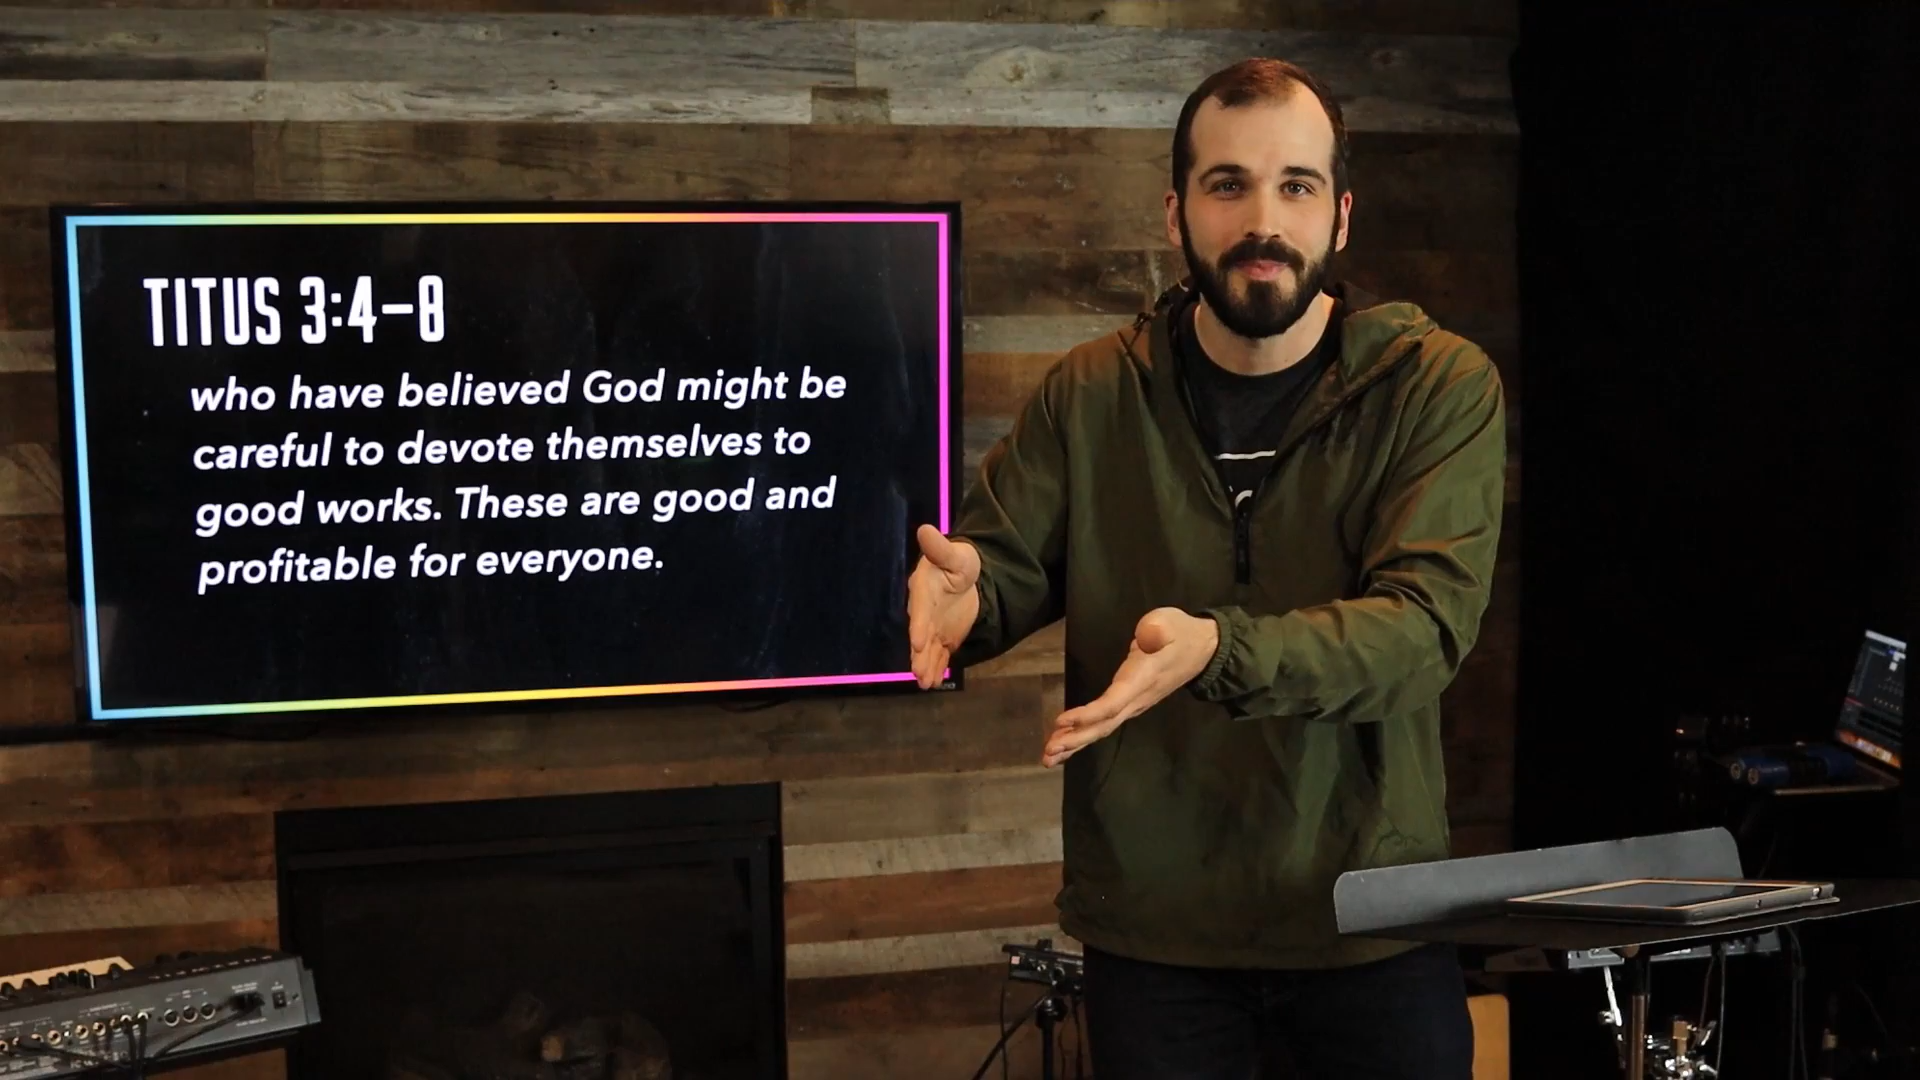 TITUS 3:4-8
who have believed God might be
careful to devote themselves to
good works. These are good and
profitable for everyone.